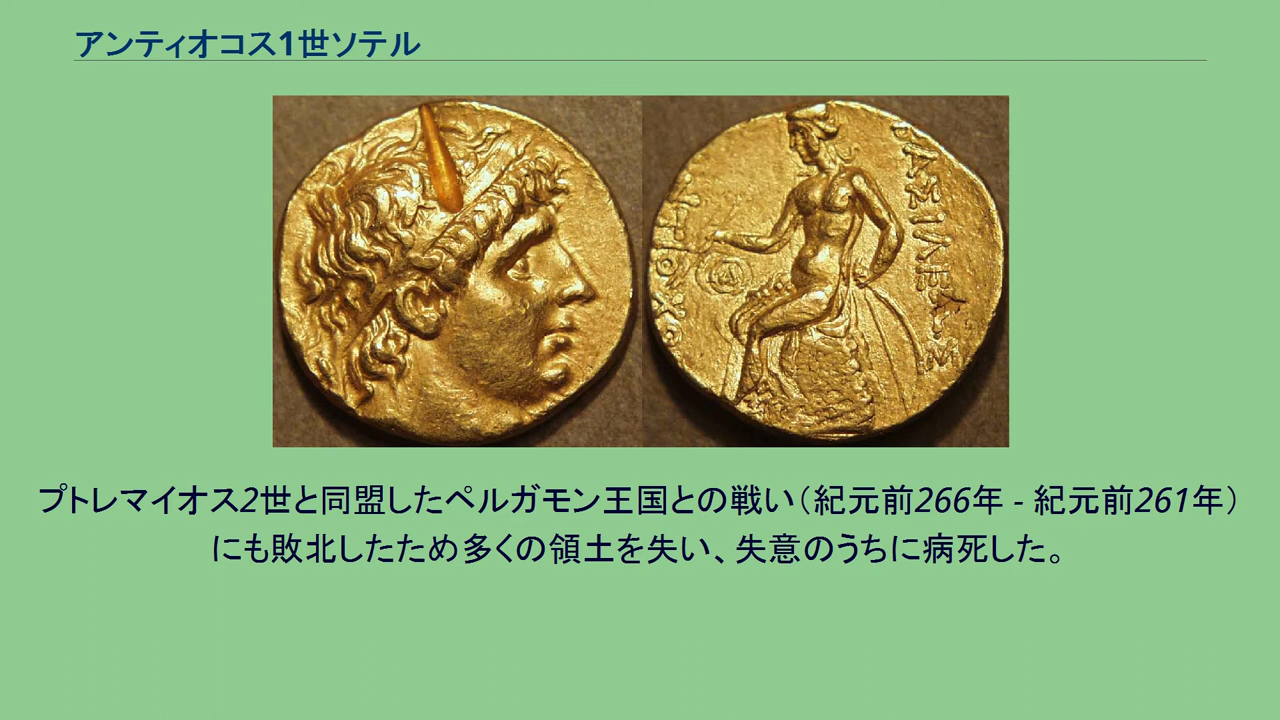 アンティオコス1世ソテル
ΒΑΣΙΛΕΩΣ
プトレマイオス2世と同盟したペルガモン王国との戦い（紀元前266年 - 紀元前261年）
にも敗北したため多くの領土を失い、失意のうちに病死した。